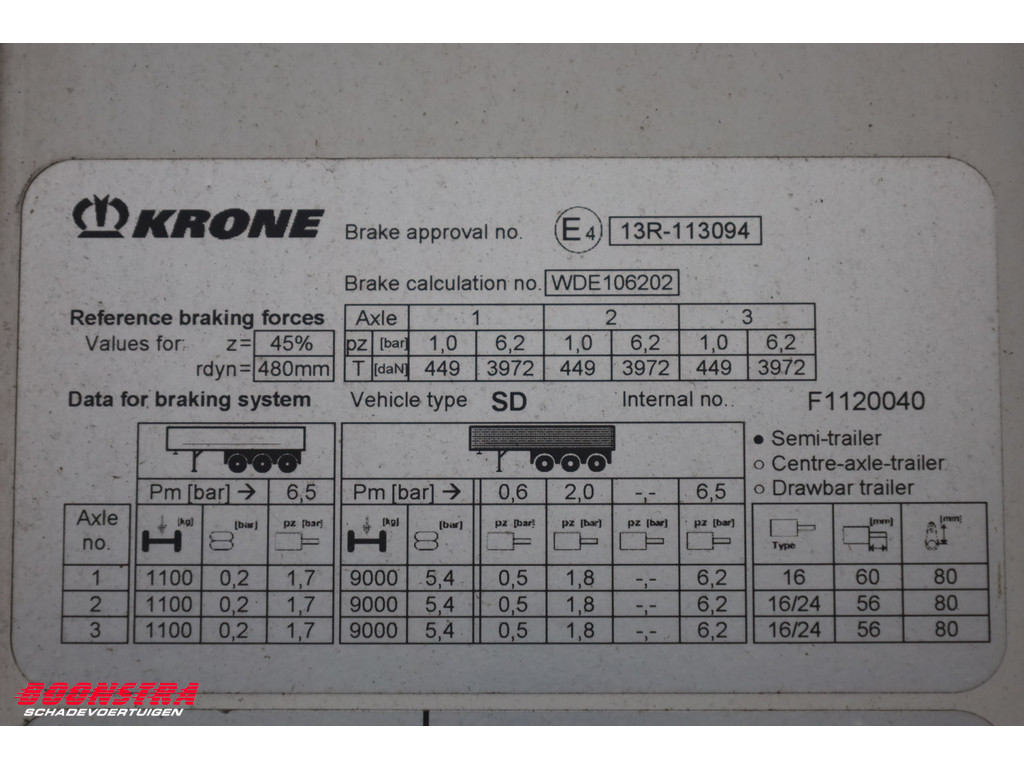 KRONE
Brake approval no. E4 13R-113094
Brake calculation no. WDE106202
Reference braking forces Axle 1 2 3
Values for z= 45% pz [bar] 1,0 6,2 1,0 6,2 1,0 6,2
rdyn= 480mm T [daN] 449 3972 449 3972 449 3972
Data for braking system Vehicle type SD Internal no.. F1120040
● Semi-trailer
○ Centre-axle-trailer
○ Drawbar trailer
Pm [bar] → 6,5 Pm [bar] → 0,6 2,0 -,- 6,5
Axle no. [kg] [bar] pz [bar] [kg] [bar] pz [bar] pz [bar] pz [bar] pz [bar] Type [mm] [mm]
1 1100 0,2 1,7 9000 5,4 0,5 1,8 -,- 6,2 16 60 80
2 1100 0,2 1,7 9000 5,4 0,5 1,8 -,- 6,2 16/24 56 80
3 1100 0,2 1,7 9000 5,4 0,5 1,8 -,- 6,2 16/24 56 80
BOONSTRA
SCHADEVOERTUIGEN